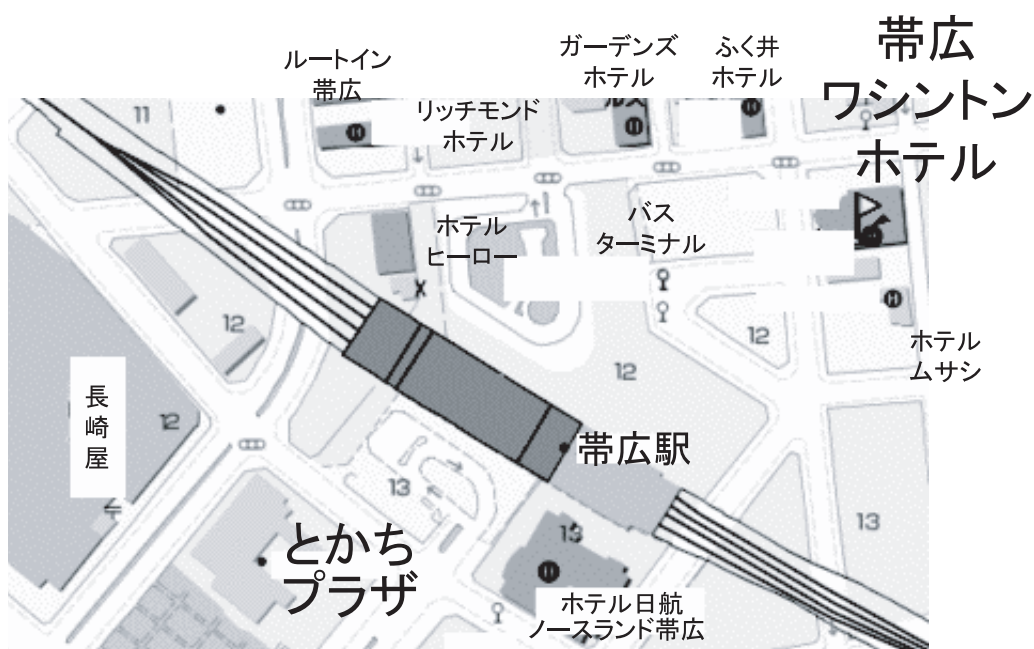 ルートイン
帯広
リッチモンド
ホテル
ガーデンズ
ホテル
ふく井
ホテル
帯広
ワシントン
ホテル
11
ホテル
ヒーロー
バス
ターミナル
12
12
12
ホテル
ムサシ
長崎屋
12
帯広駅
13
13
13
とかち
プラザ
ホテル日航
ノースランド帯広